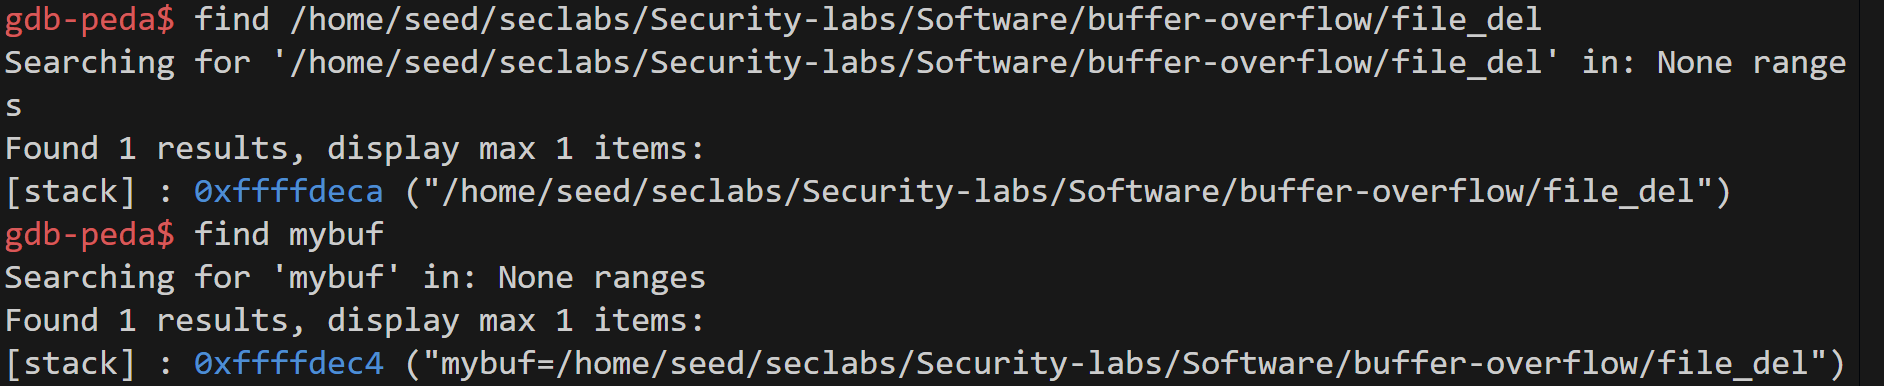 gdb-peda$ find /home/seed/seclabs/Security-labs/Software/buffer-overflow/file_del
Searching for '/home/seed/seclabs/Security-labs/Software/buffer-overflow/file_del' in: None range
s
Found 1 results, display max 1 items:
[stack] : 0xffffdeca ("/home/seed/seclabs/Security-labs/Software/buffer-overflow/file_del")
gdb-peda$ find mybuf
Searching for 'mybuf' in: None ranges
Found 1 results, display max 1 items:
[stack] : 0xffffdec4 ("mybuf=/home/seed/seclabs/Security-labs/Software/buffer-overflow/file_del")